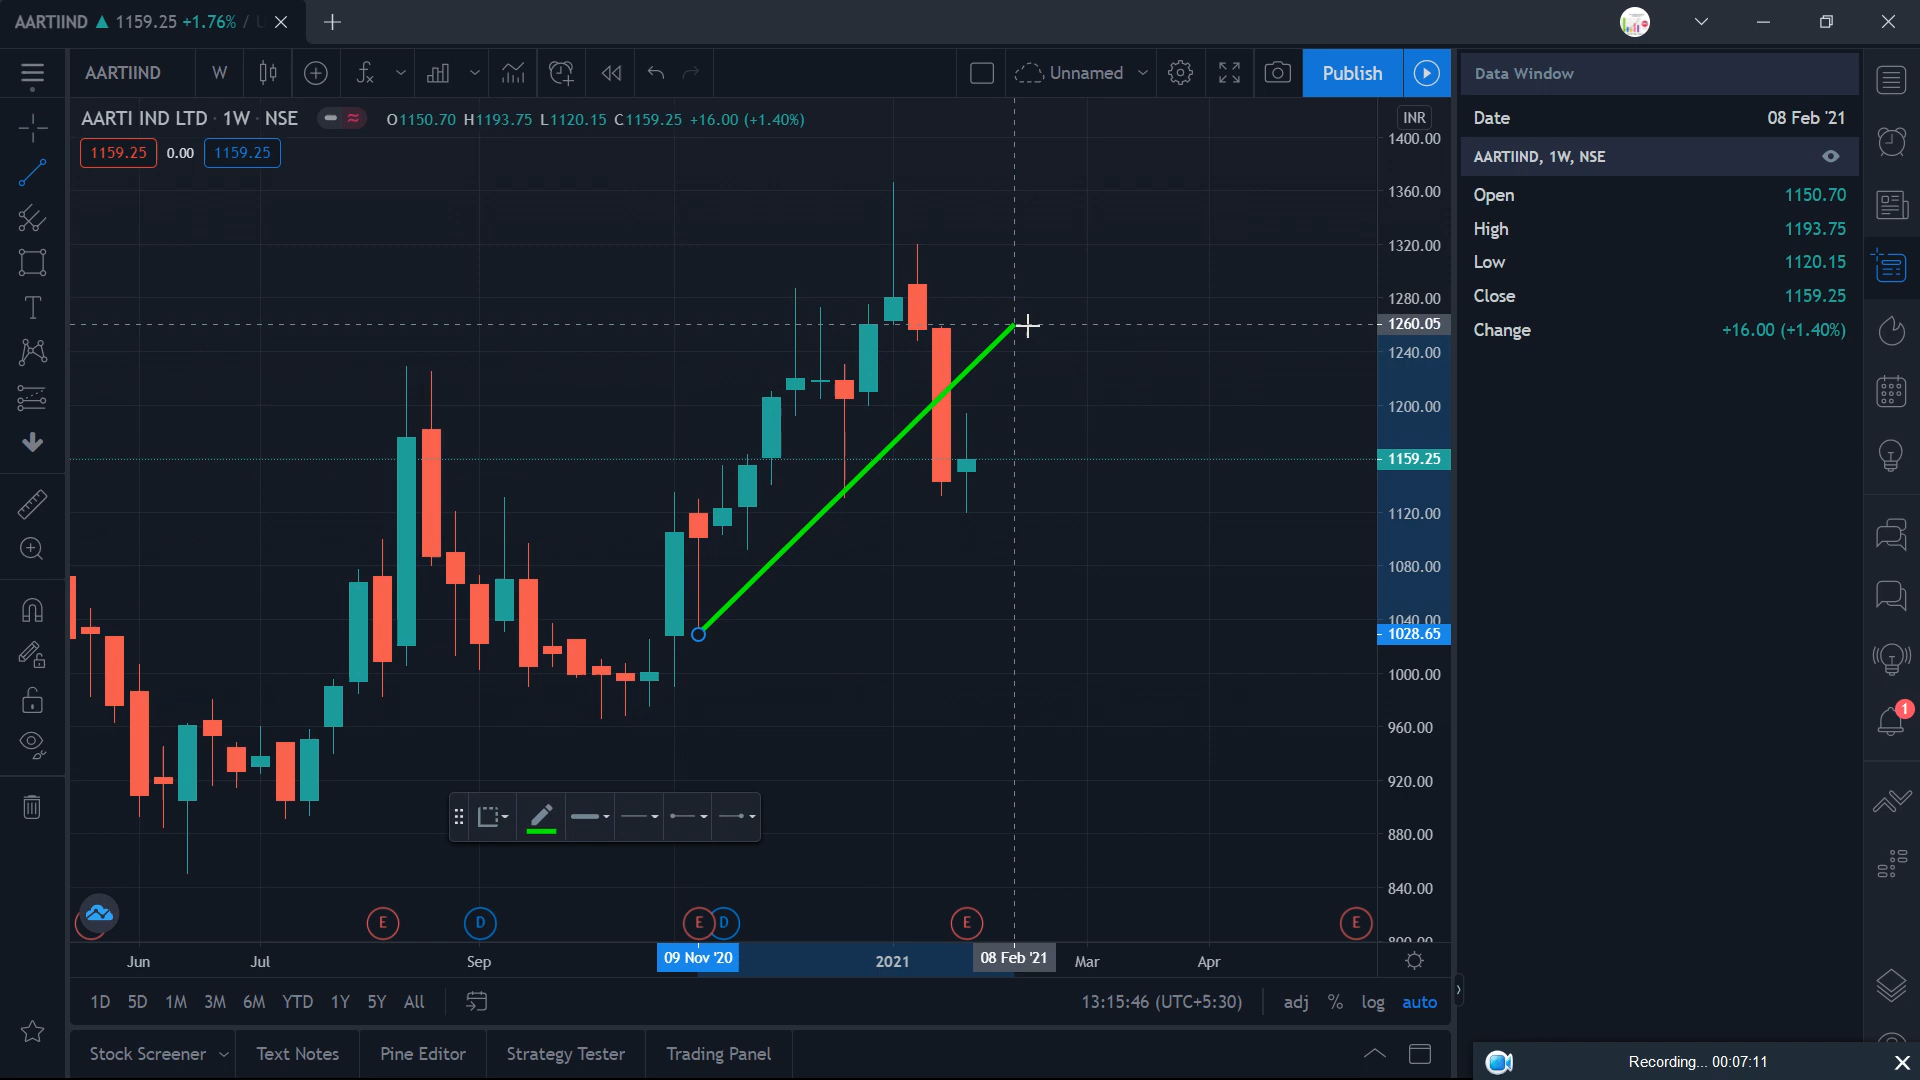 AARTIIND ▲ 1159.25 +1.76% /
AARTIIND W
Unnamed Publish
Data Window
AARTI IND LTD · 1W · NSE O1150.70 H1193.75 L1120.15 C1159.25 +16.00 (+1.40%)
1159.25 0.00 1159.25
INR
1400.00
1360.00
1320.00
1280.00
1260.05
1240.00
1200.00
1159.25
1120.00
1080.00
1040.00
1028.65
1000.00
960.00
920.00
880.00
840.00
800.00
Date 08 Feb '21
AARTIIND, 1W, NSE
Open 1150.70
High 1193.75
Low 1120.15
Close 1159.25
Change +16.00 (+1.40%)
1
E D E D E E
Jun Jul Sep 09 Nov '20 2021 08 Feb '21 Mar Apr
1D 5D 1M 3M 6M YTD 1Y 5Y All 13:15:46 (UTC+5:30) adj % log auto
Stock Screener Text Notes Pine Editor Strategy Tester Trading Panel
Recording... 00:07:11